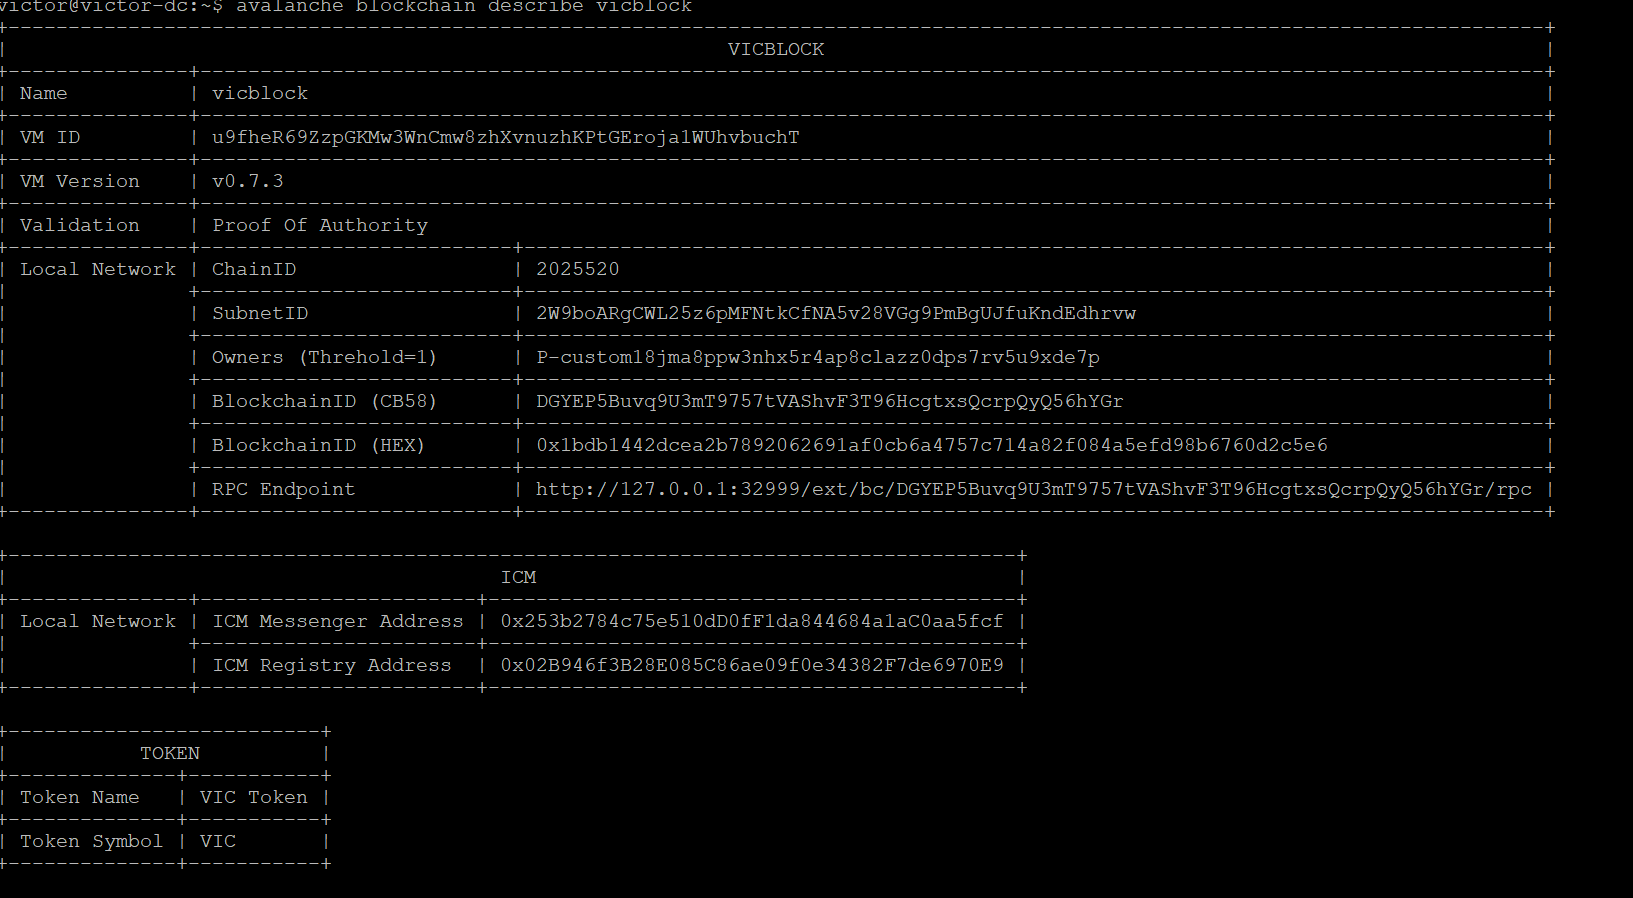 victor@victor-dc:~$ avalanche blockchain describe vicblock
VICBLOCK
Name vicblock
VM ID u9fheR69ZzpGKMw3WnCmw8zhXvnuzhKPtGErojalWUhvbuchT
VM Version v0.7.3
Validation Proof Of Authority
Local Network ChainID 2025520
SubnetID 2W9boARgCWL25z6pMFNtkCfNA5v28VGg9PmBgUJfuKndEdhrvw
Owners (Threhold=1) P-custom18jma8ppw3nhx5r4ap8clazz0dps7rv5u9xde7p
BlockchainID (CB58) DGYEP5Buvq9U3mT9757tVAShvF3T96HcgtxsQcrpQyQ56hYGr
BlockchainID (HEX) 0x1bdb1442dcea2b7892062691af0cb6a4757c714a82f084a5efd98b6760d2c5e6
RPC Endpoint http://127.0.0.1:32999/ext/bc/DGYEP5Buvq9U3mT9757tVAShvF3T96HcgtxsQcrpQyQ56hYGr/rpc
ICM
Local Network ICM Messenger Address 0x253b2784c75e510dD0fF1da844684a1aC0aa5fcf
ICM Registry Address 0x02B946f3B28E085C86ae09f0e34382F7de6970E9
TOKEN
Token Name VIC Token
Token Symbol VIC